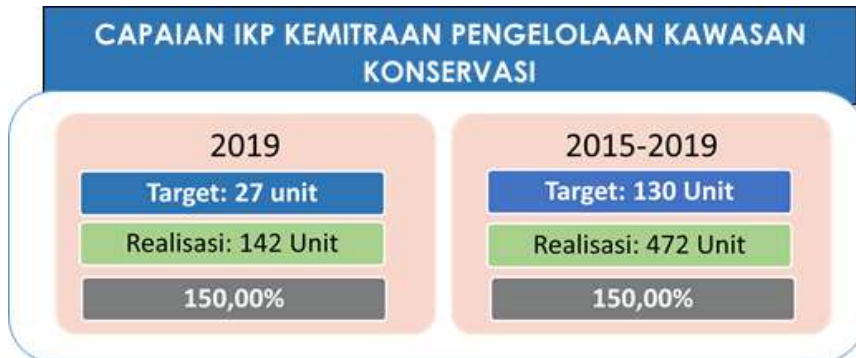 CAPAIAN IKP KEMITRAAN PENGELOLAAN KAWASAN
KONSERVASI
2019
Target: 27 unit
Realisasi: 142 Unit
150,00%
2015-2019
Target: 130 Unit
Realisasi: 472 Unit
150,00%